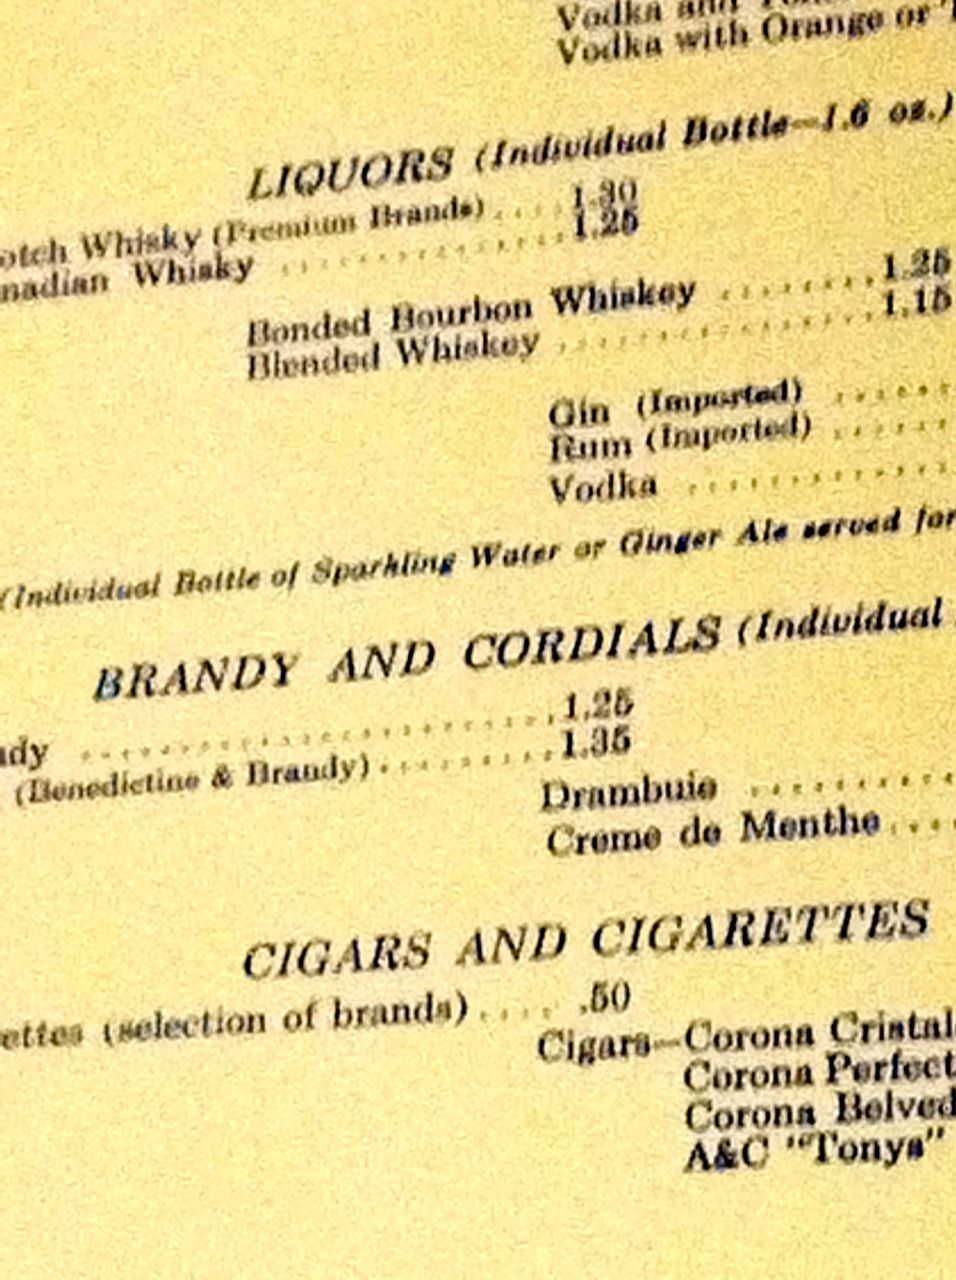 Vodka and
Vodka with Orange or
LIQUORS (Individual Bottle—1.6 oz.)
otch Whisky (Premium Brands) .... 1.30
nadian Whisky .............. 1.25
Bonded Bourbon Whiskey ........ 1.25
Blended Whiskey ................ 1.15
Gin (Imported) ......
Rum (Imported) ......
Vodka .............
(Individual Bottle of Sparkling Water or Ginger Ale served for
BRANDY AND CORDIALS (Individual
ndy ........................ 1.25
(Benedictine & Brandy) ......... 1.35
Drambuie ..........
Creme de Menthe ....
CIGARS AND CIGARETTES
ettes (selection of brands) .... .50
Cigars—Corona Cristal
Corona Perfect
Corona Belved
A&C "Tonys"